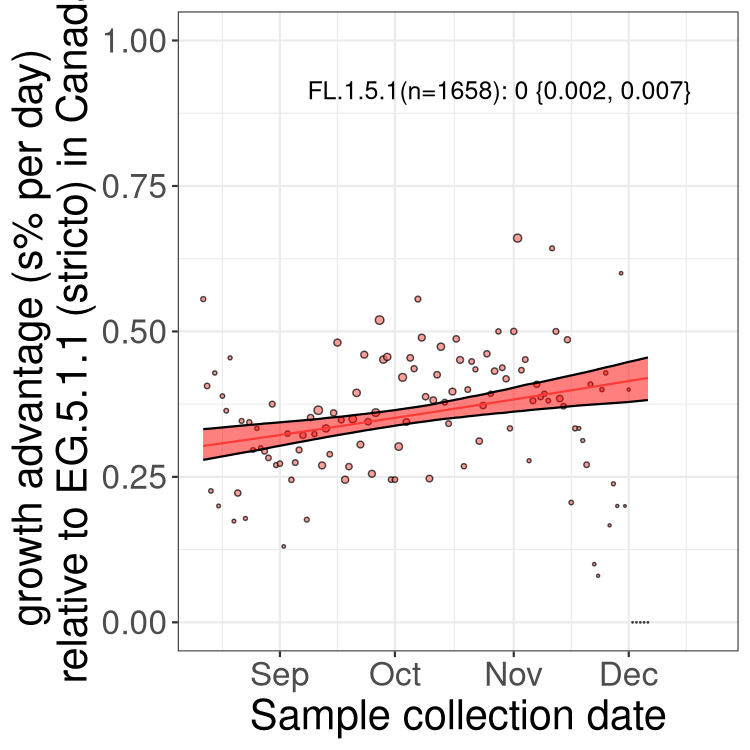 growth advantage (s% per day)
relative to EG.5.1.1 (stricto) in Canada
1.00
0.75
0.50
0.25
0.00
FL.1.5.1(n=1658): 0 {0.002, 0.007}
Sep Oct Nov Dec
Sample collection date